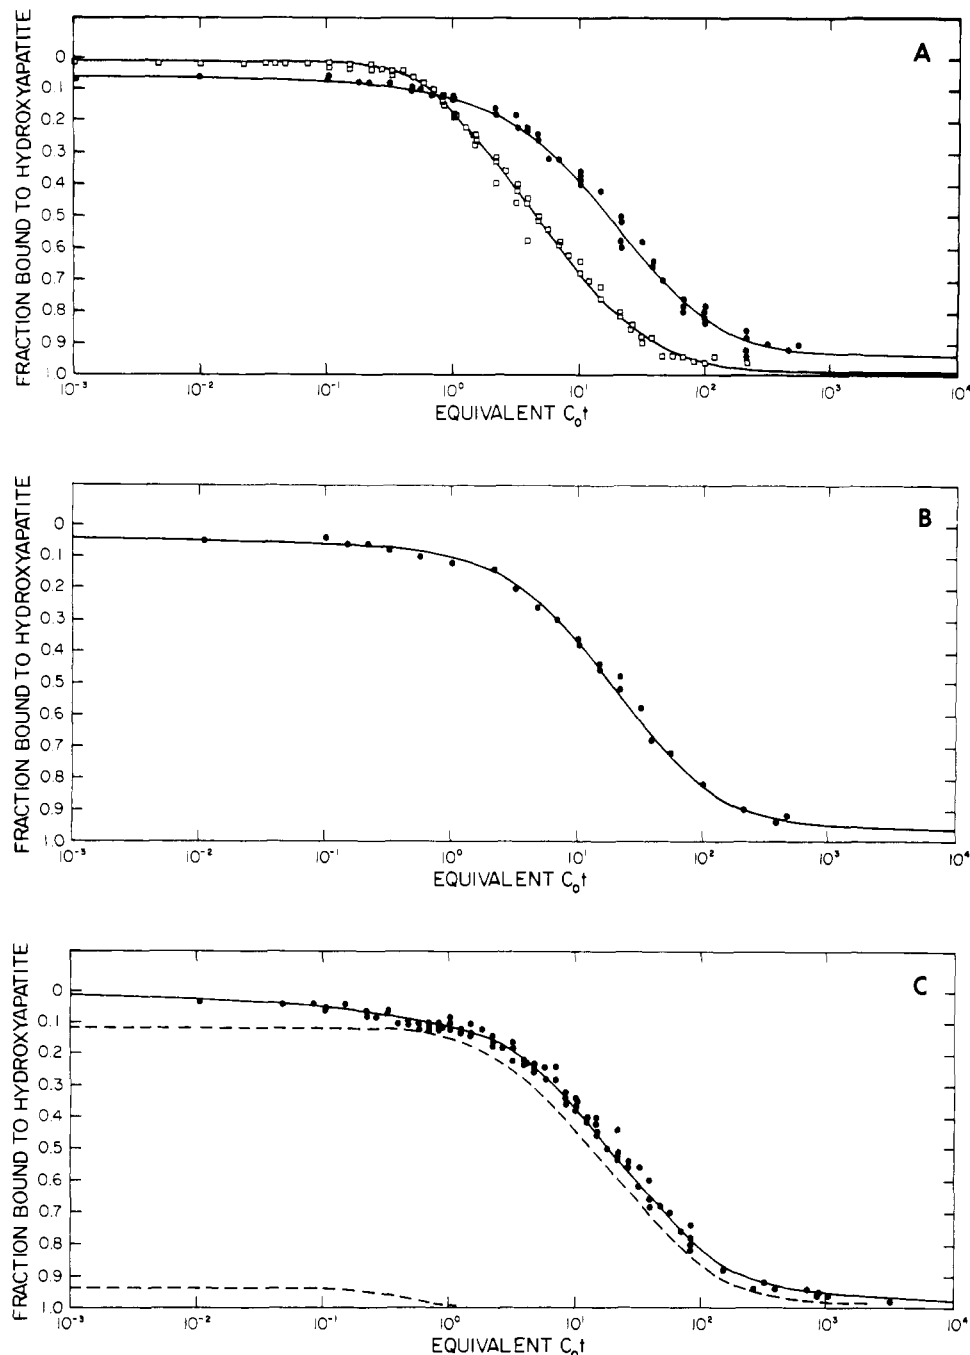 A
FRACTION BOUND TO HYDROXYAPATITE
0
0.1
0.2
0.3
0.4
0.5
0.6
0.7
0.8
0.9
1.0
10⁻³ 10⁻² 10⁻¹ 10⁰ 10¹ 10² 10³ 10⁴
EQUIVALENT C₀t
B
FRACTION BOUND TO HYDROXYAPATITE
0
0.1
0.2
0.3
0.4
0.5
0.6
0.7
0.8
0.9
1.0
10⁻³ 10⁻² 10⁻¹ 10⁰ 10¹ 10² 10³ 10⁴
EQUIVALENT C₀t
C
FRACTION BOUND TO HYDROXYAPATITE
0
0.1
0.2
0.3
0.4
0.5
0.6
0.7
0.8
0.9
1.0
10⁻³ 10⁻² 10⁻¹ 10⁰ 10¹ 10² 10³ 10⁴
EQUIVALENT C₀t